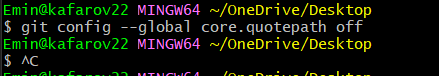 Emin@kafarov22 MINGW64 ~/OneDrive/Desktop
$ git config --global core.quotepath off
Emin@kafarov22 MINGW64 ~/OneDrive/Desktop
$ ^C